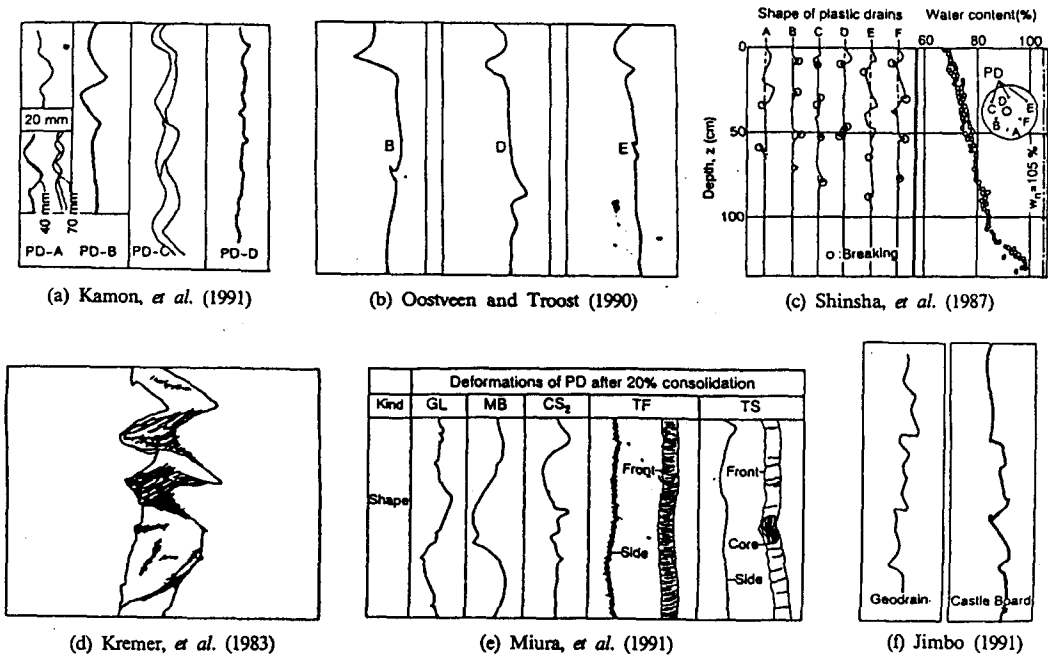 20 mm
40 mm
70 mm
PD-A
PD-B
PD-C
PD-D
(a) Kamon, et al. (1991)
B
D
E
(b) Oostveen and Troost (1990)
Shape of plastic drains
Water content(%)
A B C D E F
60 80 100
0
50
100
Depth, z (cm)
PD
C D E
B A F
wn=105 %
o :Breaking
(c) Shinsha, et al. (1987)
(d) Kremer, et al. (1983)
Deformations of PD after 20% consolidation
Kind GL MB CS2 TF TS
Shape
Front
Side
Front
Core
Side
(e) Miura, et al. (1991)
Geodrain
Castle Board
(f) Jimbo (1991)